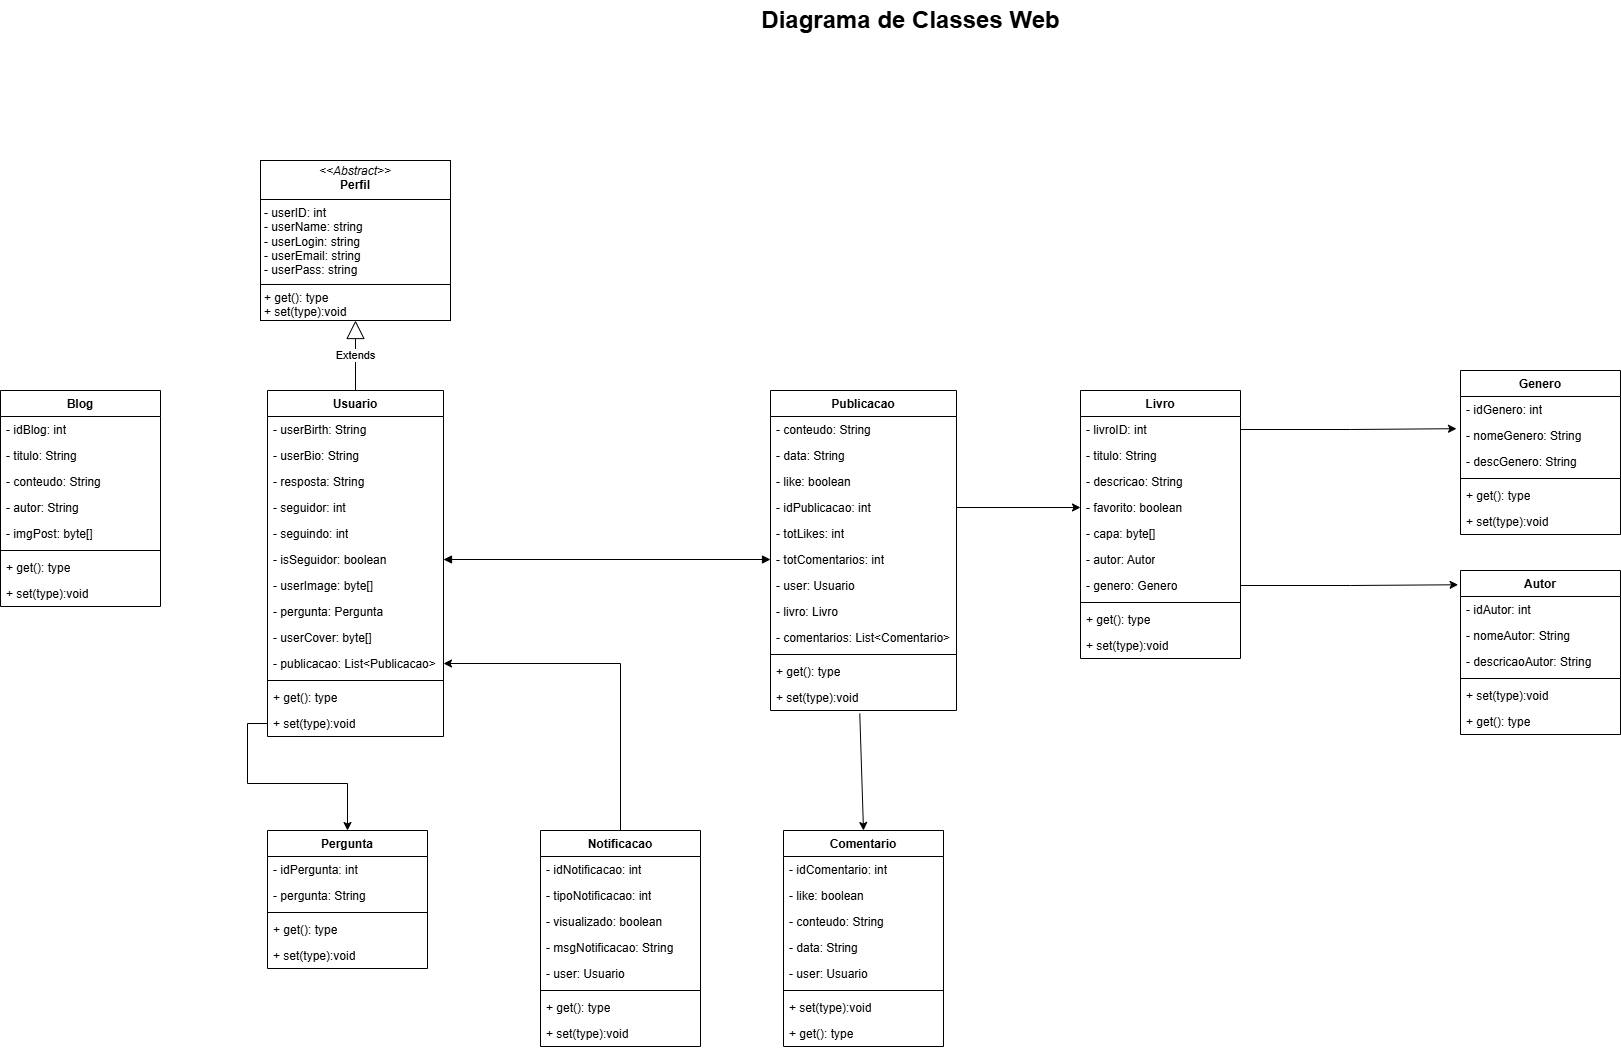 Diagrama de Classes Web
<<Abstract>>
Perfil
- userID: int
- userName: string
- userLogin: string
- userEmail: string
- userPass: string
+ get(): type
+ set(type):void
Extends
Blog
- idBlog: int
- titulo: String
- conteudo: String
- autor: String
- imgPost: byte[]
+ get(): type
+ set(type):void
Usuario
- userBirth: String
- userBio: String
- resposta: String
- seguidor: int
- seguindo: int
- isSeguidor: boolean
- userImage: byte[]
- pergunta: Pergunta
- userCover: byte[]
- publicacao: List<Publicacao>
+ get(): type
+ set(type):void
Publicacao
- conteudo: String
- data: String
- like: boolean
- idPublicacao: int
- totLikes: int
- totComentarios: int
- user: Usuario
- livro: Livro
- comentarios: List<Comentario>
+ get(): type
+ set(type):void
Livro
- livroID: int
- titulo: String
- descricao: String
- favorito: boolean
- capa: byte[]
- autor: Autor
- genero: Genero
+ get(): type
+ set(type):void
Genero
- idGenero: int
- nomeGenero: String
- descGenero: String
+ get(): type
+ set(type):void
Autor
- idAutor: int
- nomeAutor: String
- descricaoAutor: String
+ set(type):void
+ get(): type
Pergunta
- idPergunta: int
- pergunta: String
+ get(): type
+ set(type):void
Notificacao
- idNotificacao: int
- tipoNotificacao: int
- visualizado: boolean
- msgNotificacao: String
- user: Usuario
+ get(): type
+ set(type):void
Comentario
- idComentario: int
- like: boolean
- conteudo: String
- data: String
- user: Usuario
+ set(type):void
+ get(): type